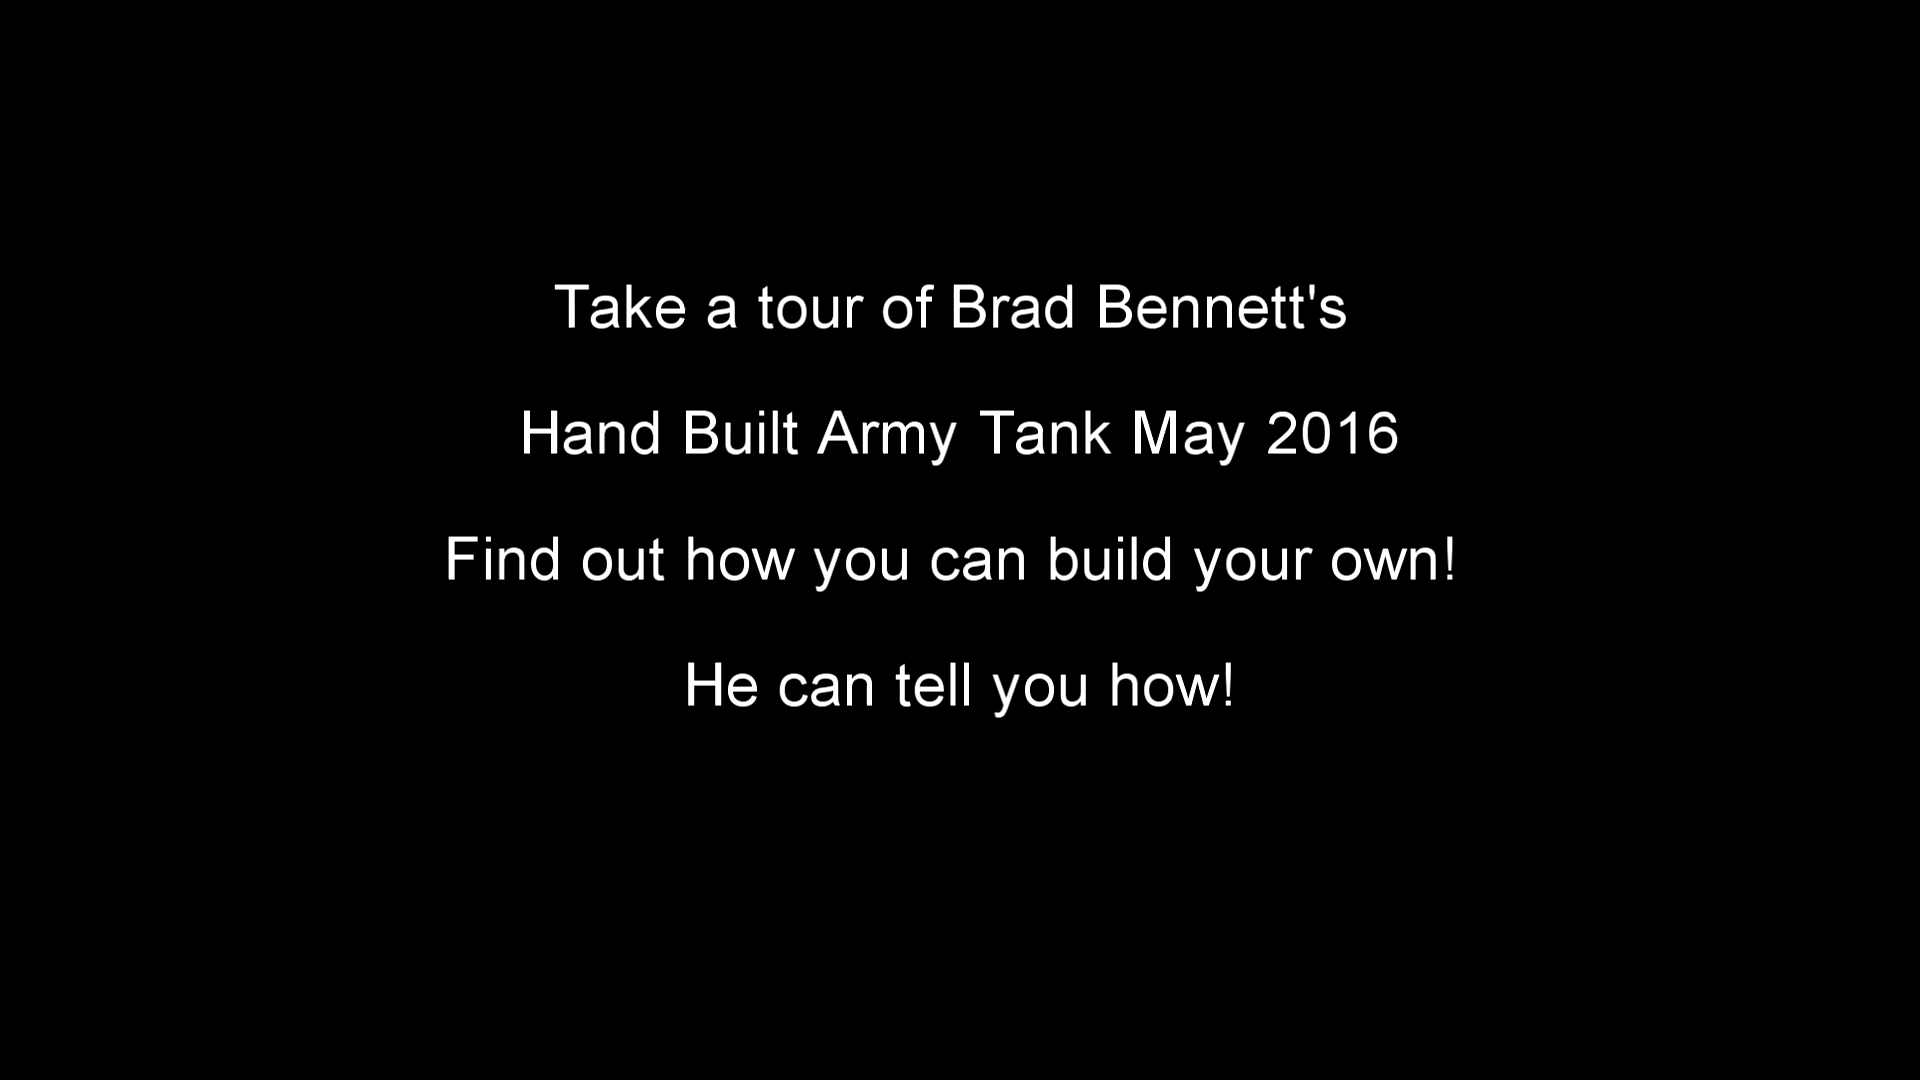 Take a tour of Brad Bennett's
Hand Built Army Tank May 2016
Find out how you can build your own!
He can tell you how!